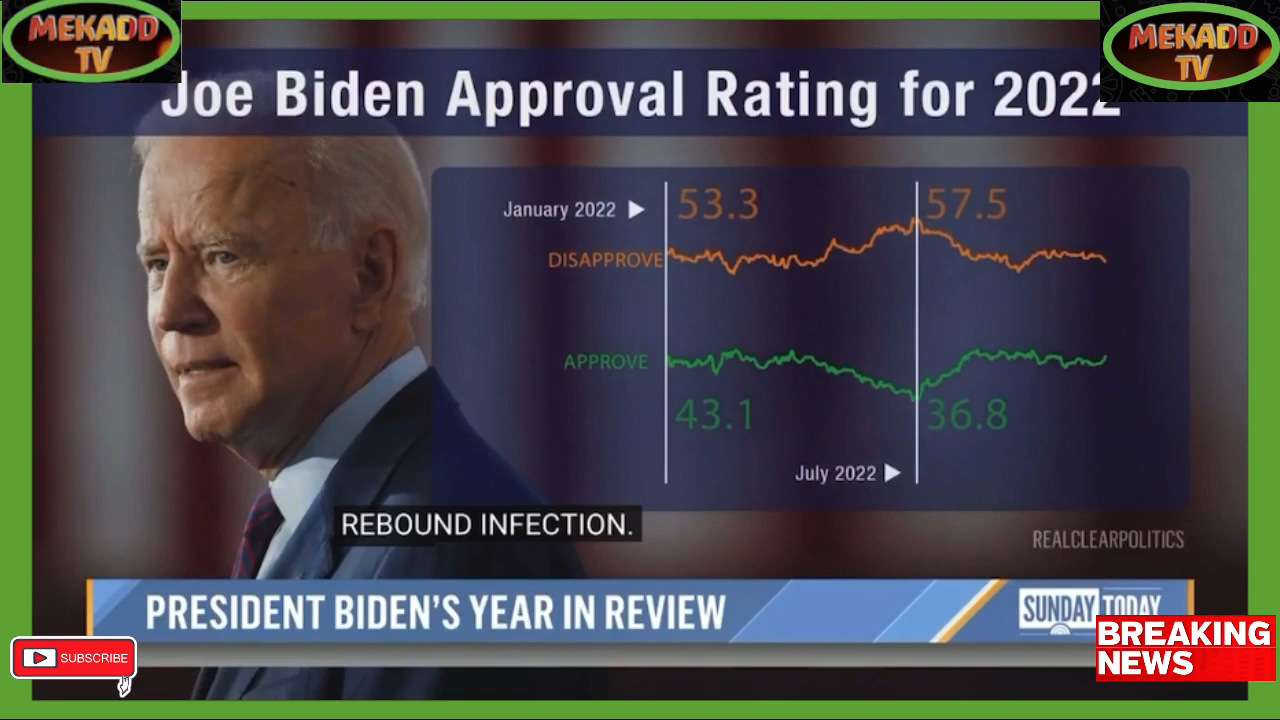 MEKADD
TV
MEKADD
TV
Joe Biden Approval Rating for 2022
January 2022
53.3
57.5
DISAPPROVE
APPROVE
43.1
36.8
July 2022
REBOUND INFECTION.
REALCLEARPOLITICS
PRESIDENT BIDEN'S YEAR IN REVIEW
SUNDAY TODAY
BREAKING
NEWS
SUBSCRIBE